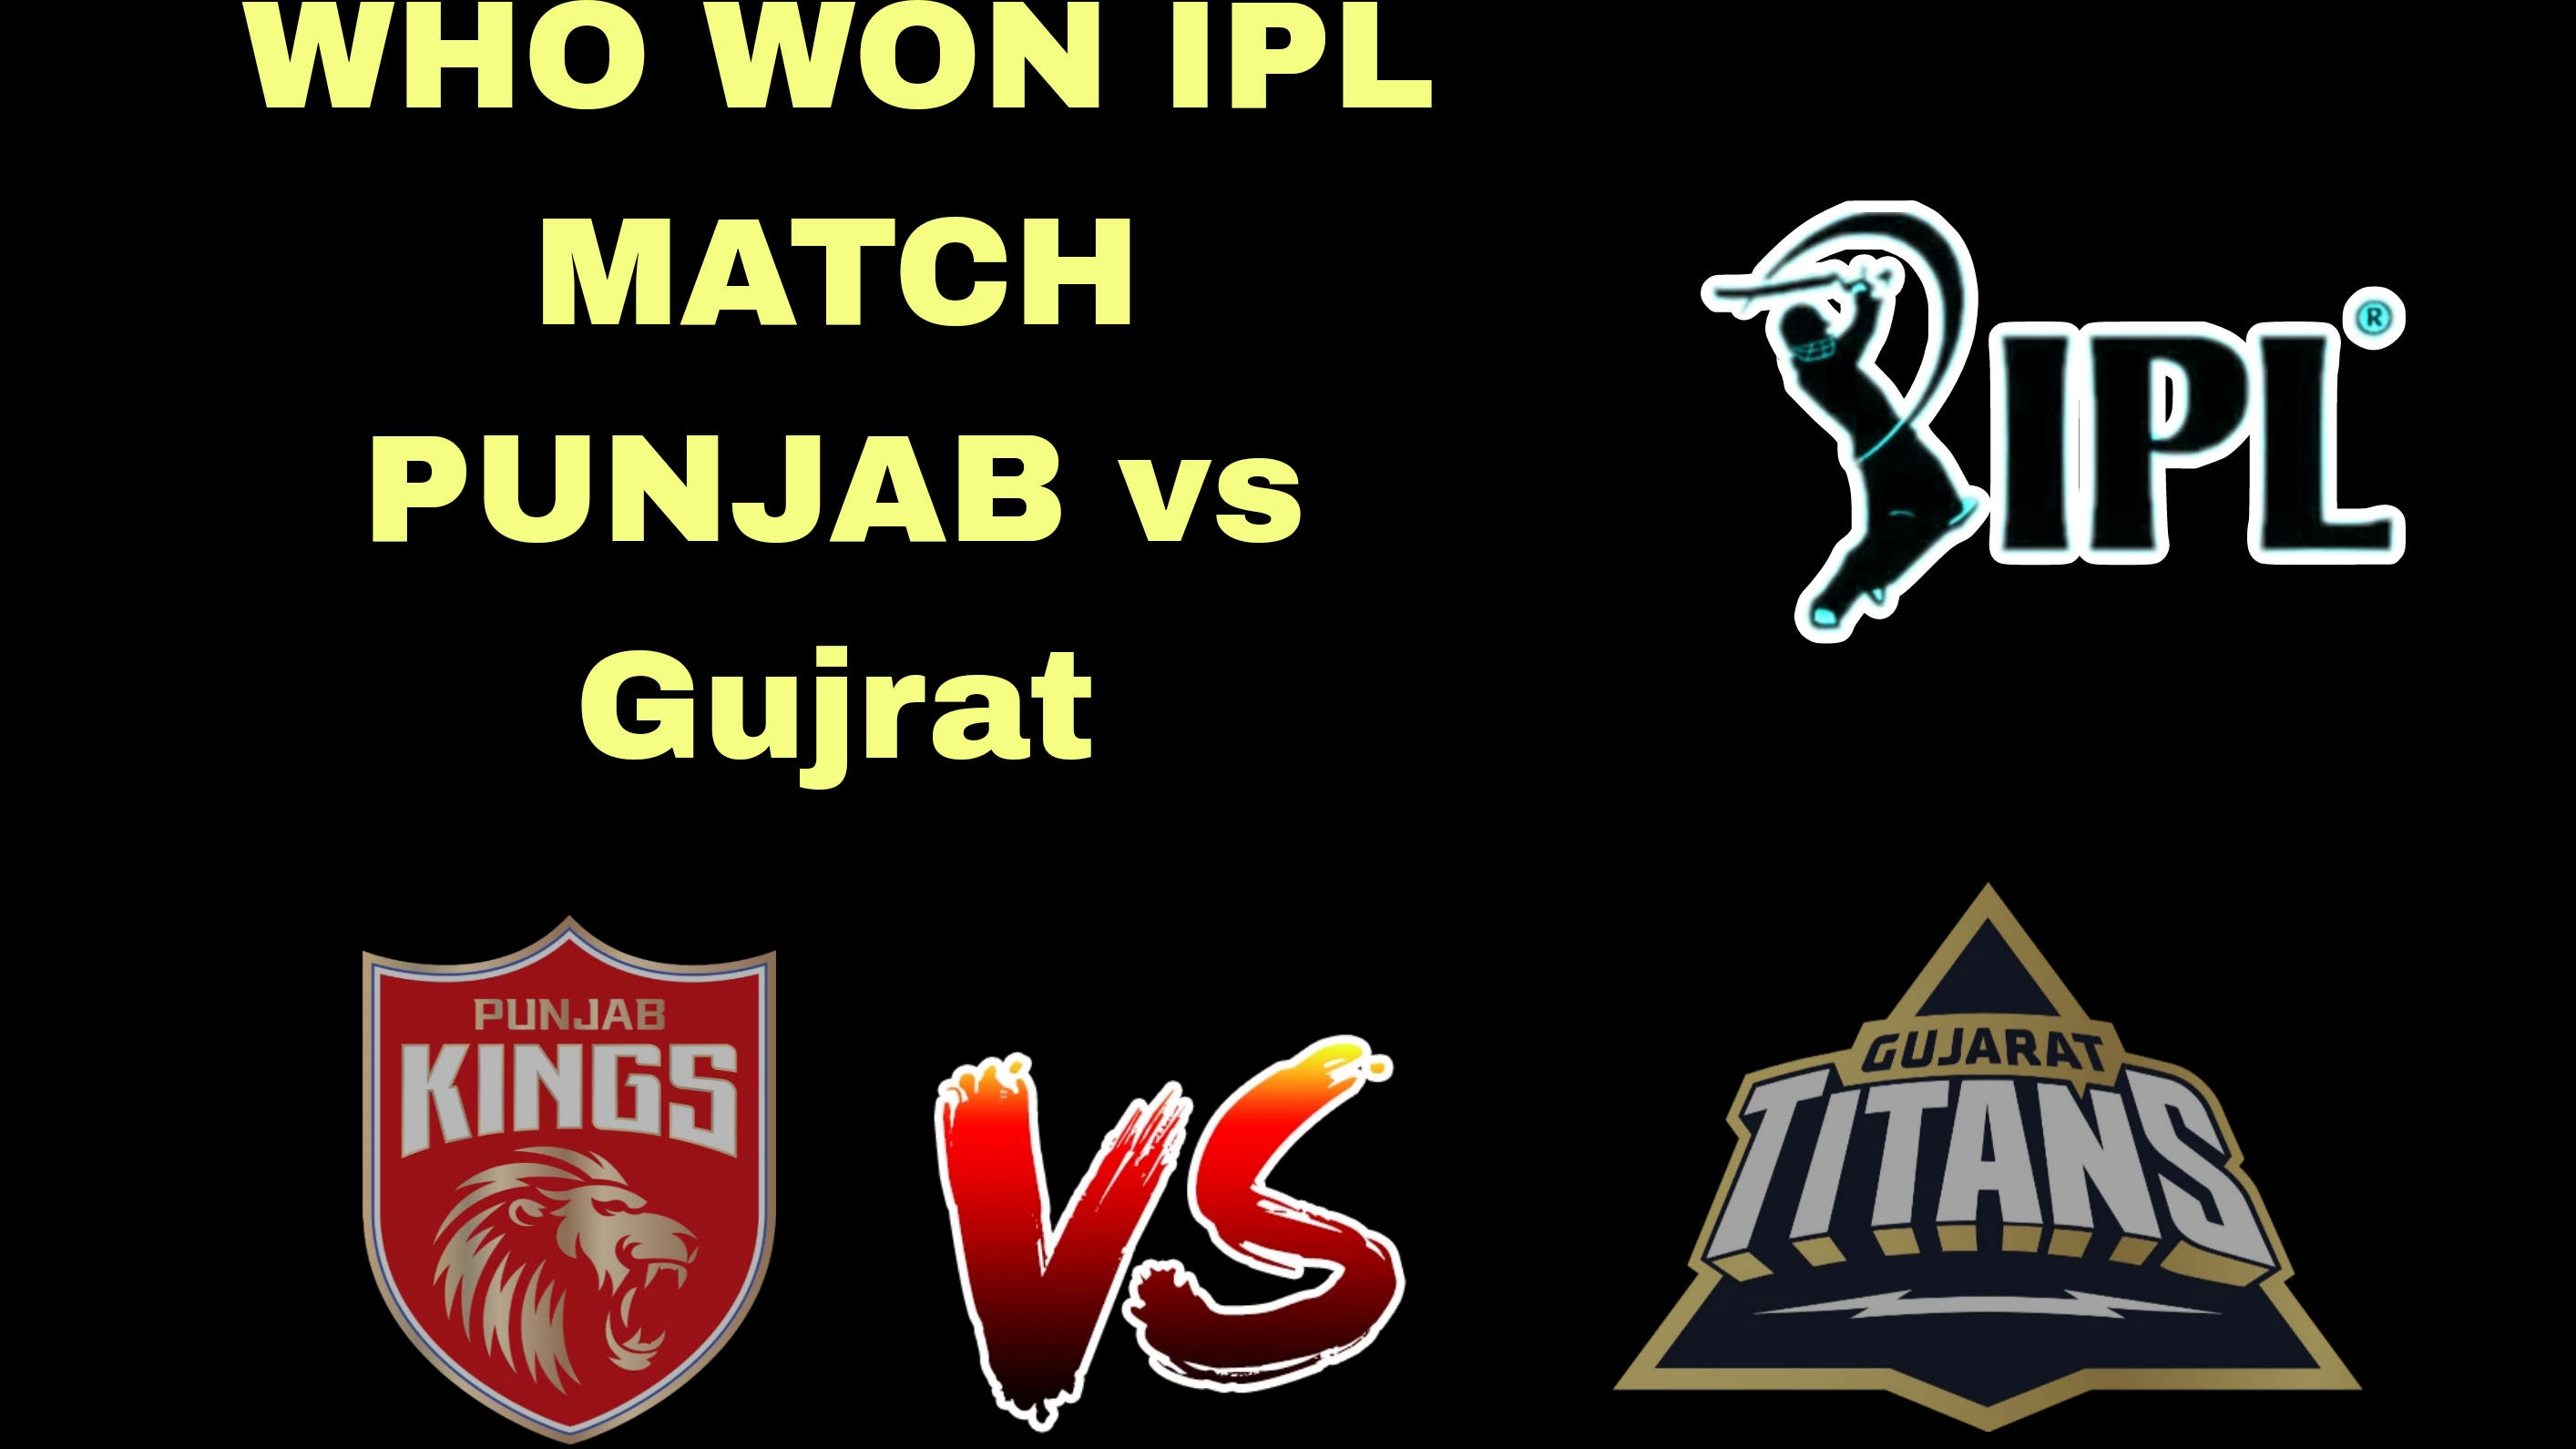 WHO WON IPL
MATCH
PUNJAB vs
Gujrat
IPL®
PUNJAB
KINGS
VS
GUJARAT
TITANS